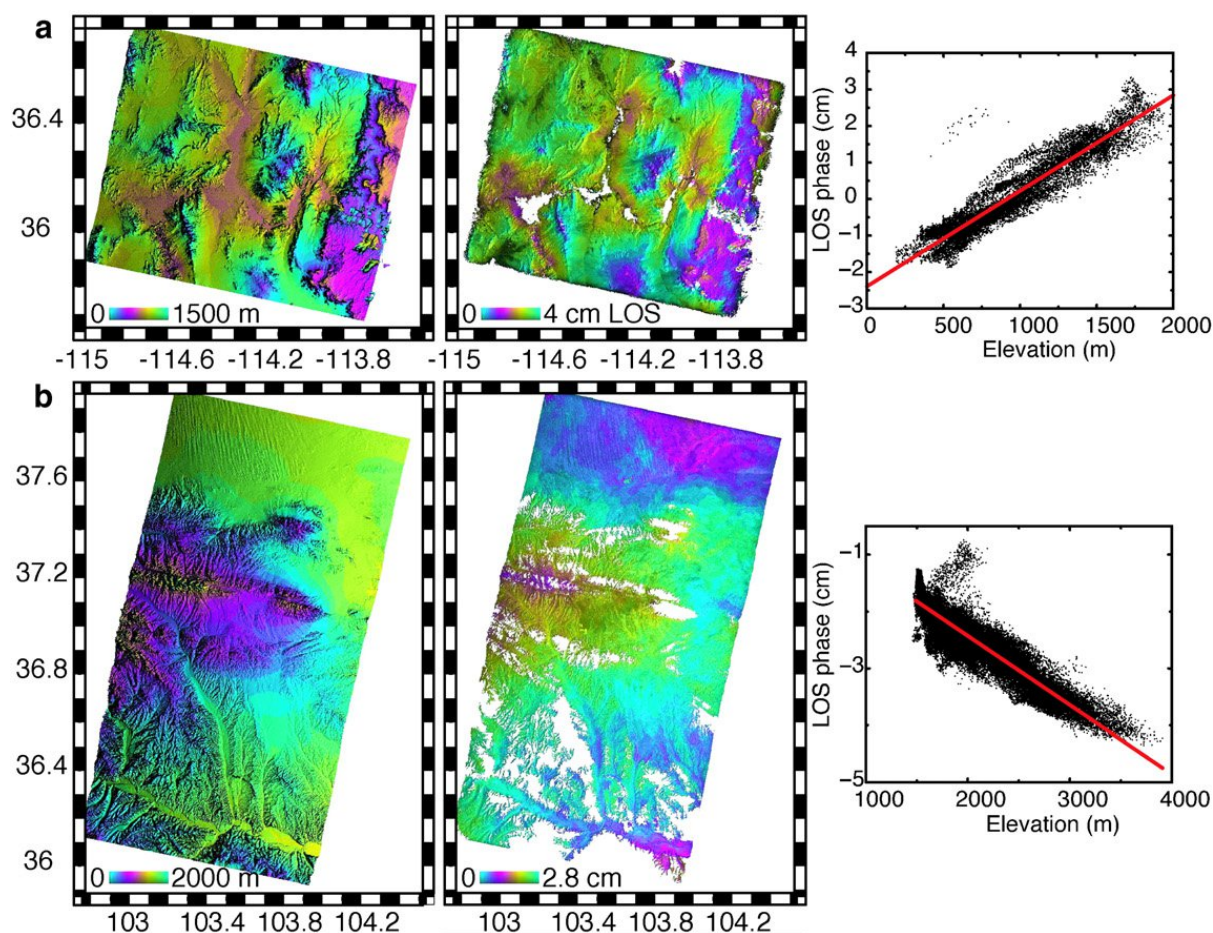 a
36.4
36
0 1500 m
0 4 cm LOS
-115 -114.6 -114.2 -113.8
-115 -114.6 -114.2 -113.8
LOS phase (cm)
4
3
2
1
0
−1
−2
−3
0 500 1000 1500 2000
Elevation (m)
b
37.6
37.2
36.8
36.4
36
0 2000 m
0 2.8 cm
103 103.4 103.8 104.2
103 103.4 103.8 104.2
LOS phase (cm)
−1
−3
−5
1000 2000 3000 4000
Elevation (m)